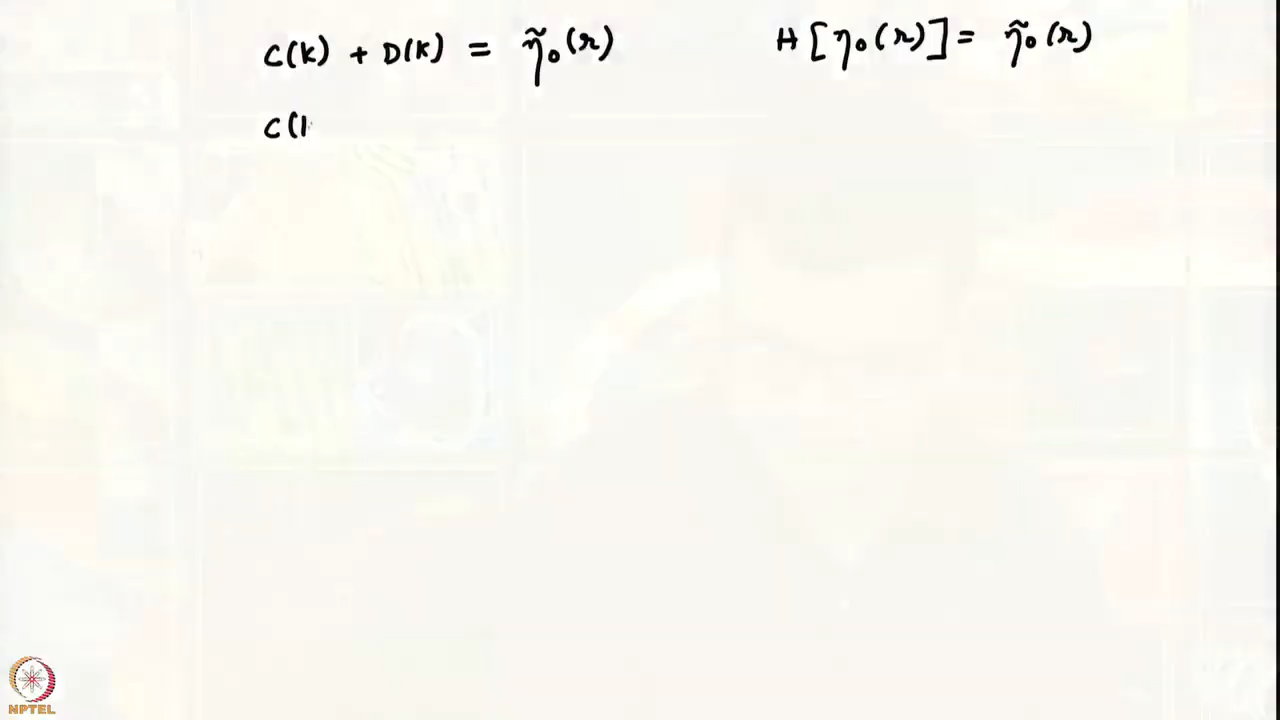 C(k) + D(k) = η̃₀(r) H[η₀(r)] = η̃₀(r)
C(
NPTEL